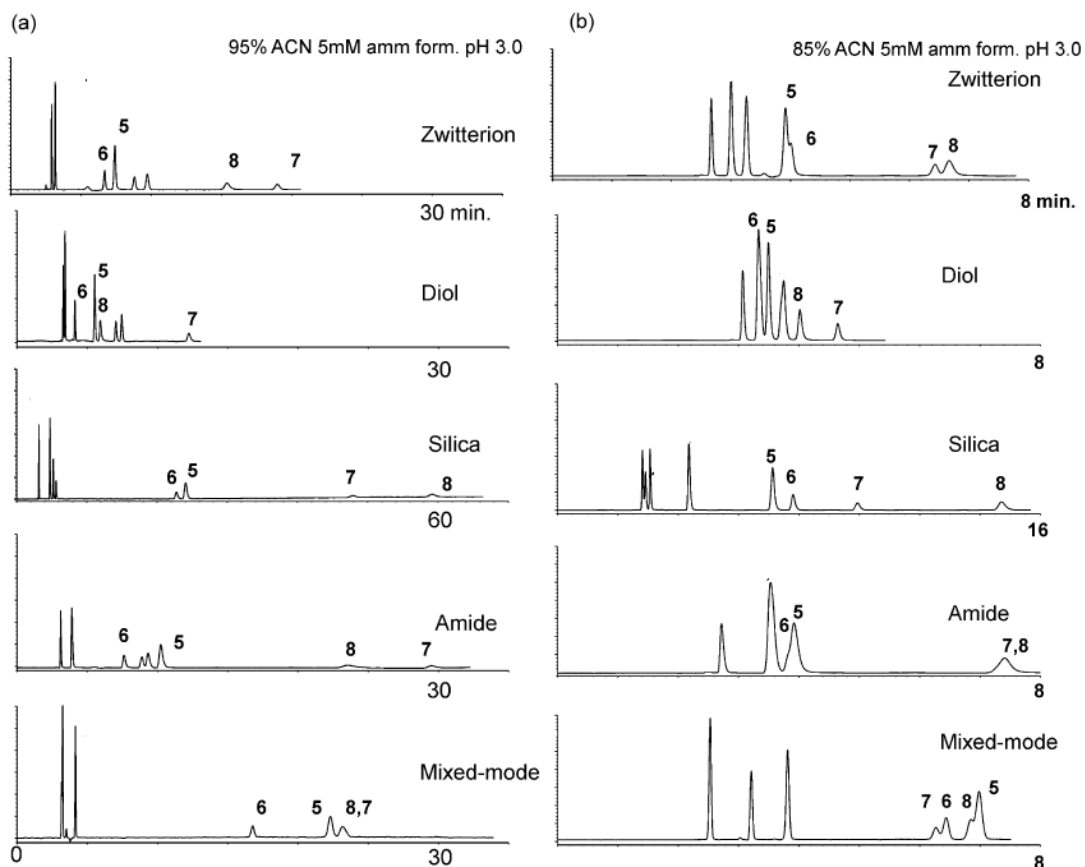 (a)
95% ACN 5mM amm form. pH 3.0
Zwitterion
5
6
8
7
30 min.
Diol
5
6
8
7
30
Silica
6 5
7
8
60
Amide
6
5
8
7
30
Mixed-mode
6
5
8,7
0
30
(b)
85% ACN 5mM amm form. pH 3.0
Zwitterion
5
6
7 8
8 min.
Diol
6 5
8
7
8
Silica
5
6
7
8
16
Amide
6 5
7,8
8
Mixed-mode
7 6 8 5
8